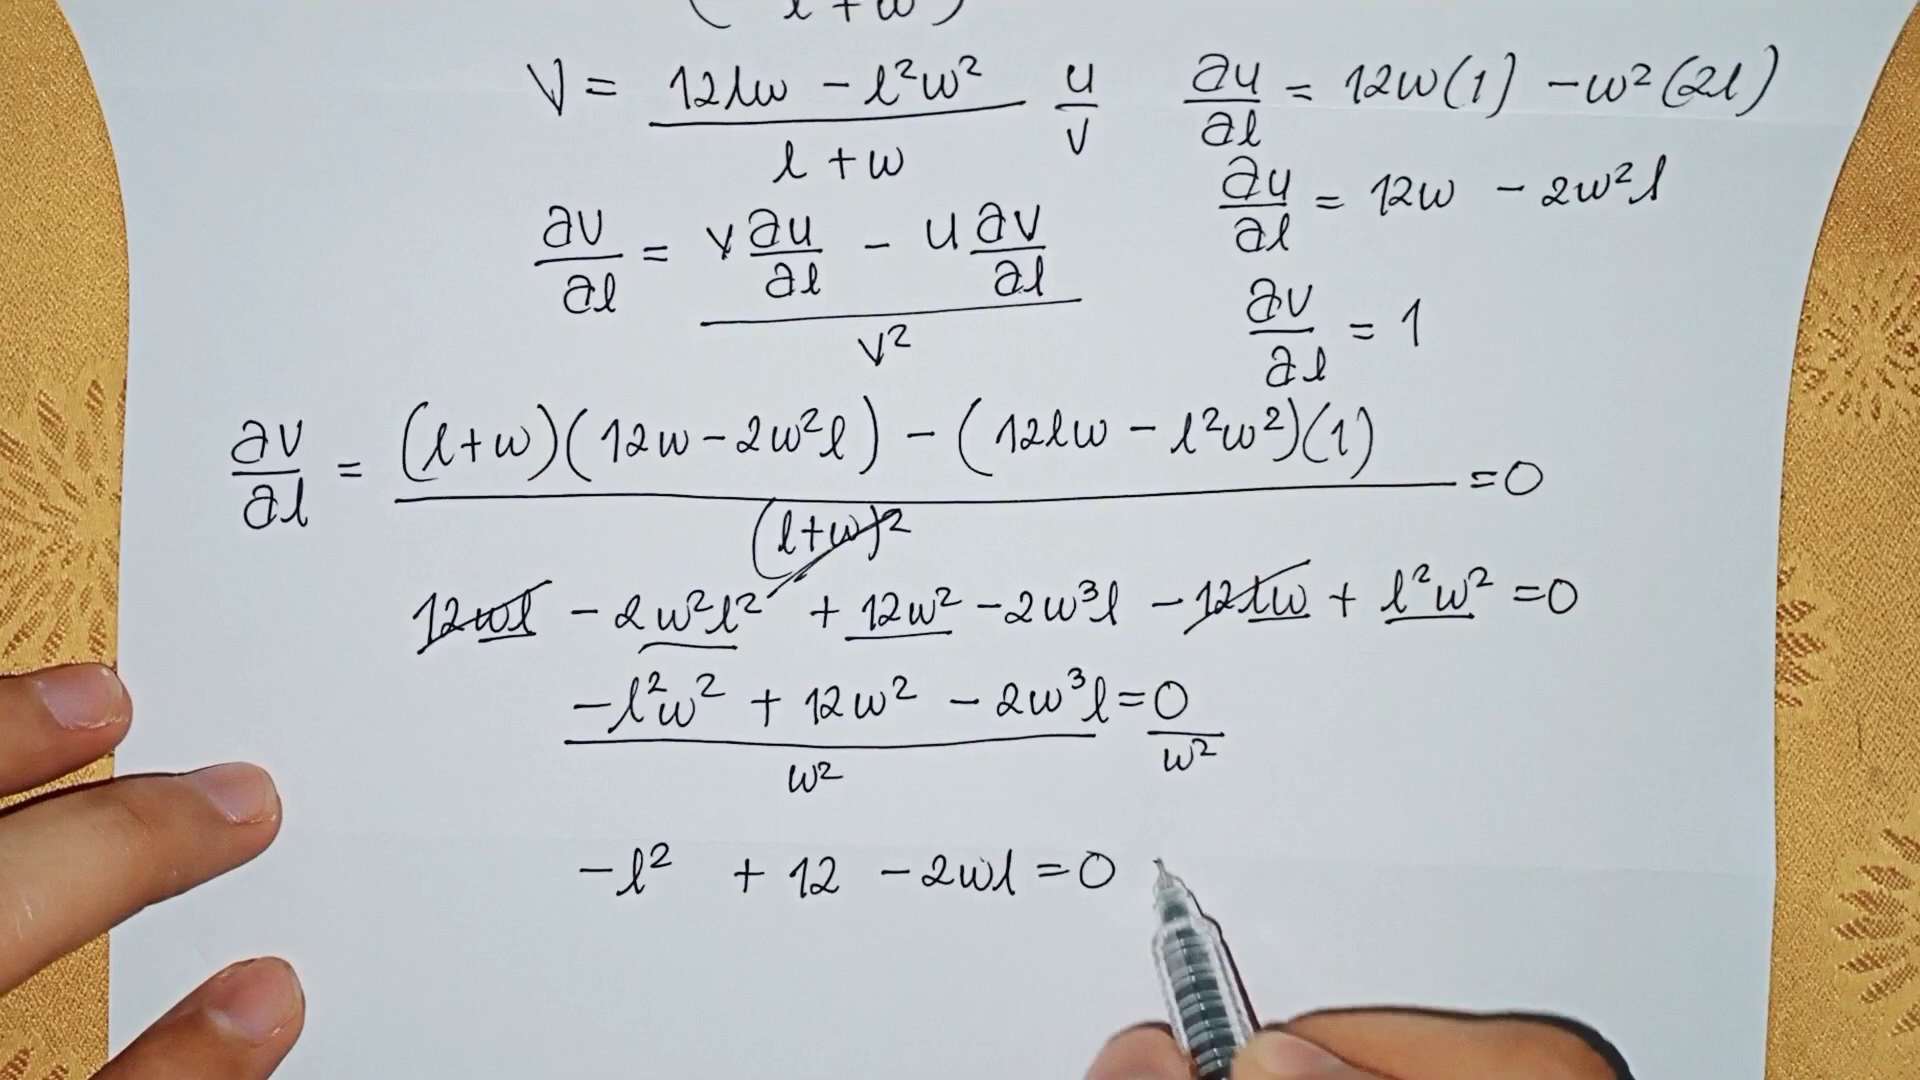 ( l + w )
V = 12lw - l²w² / l + w   u / v   ∂u/∂l = 12w(1) - w²(2l)
∂u/∂l = 12w - 2w²l
∂V/∂l = v ∂u/∂l - u ∂v/∂l / v²
∂v/∂l = 1
∂V/∂l = (l+w)(12w - 2w²l) - (12lw - l²w²)(1) / (l+w)² = 0
12wl - 2w²l² + 12w² - 2w³l - 12lw + l²w² = 0
-l²w² + 12w² - 2w³l / w² = 0 / w²
-l² + 12 - 2wl = 0